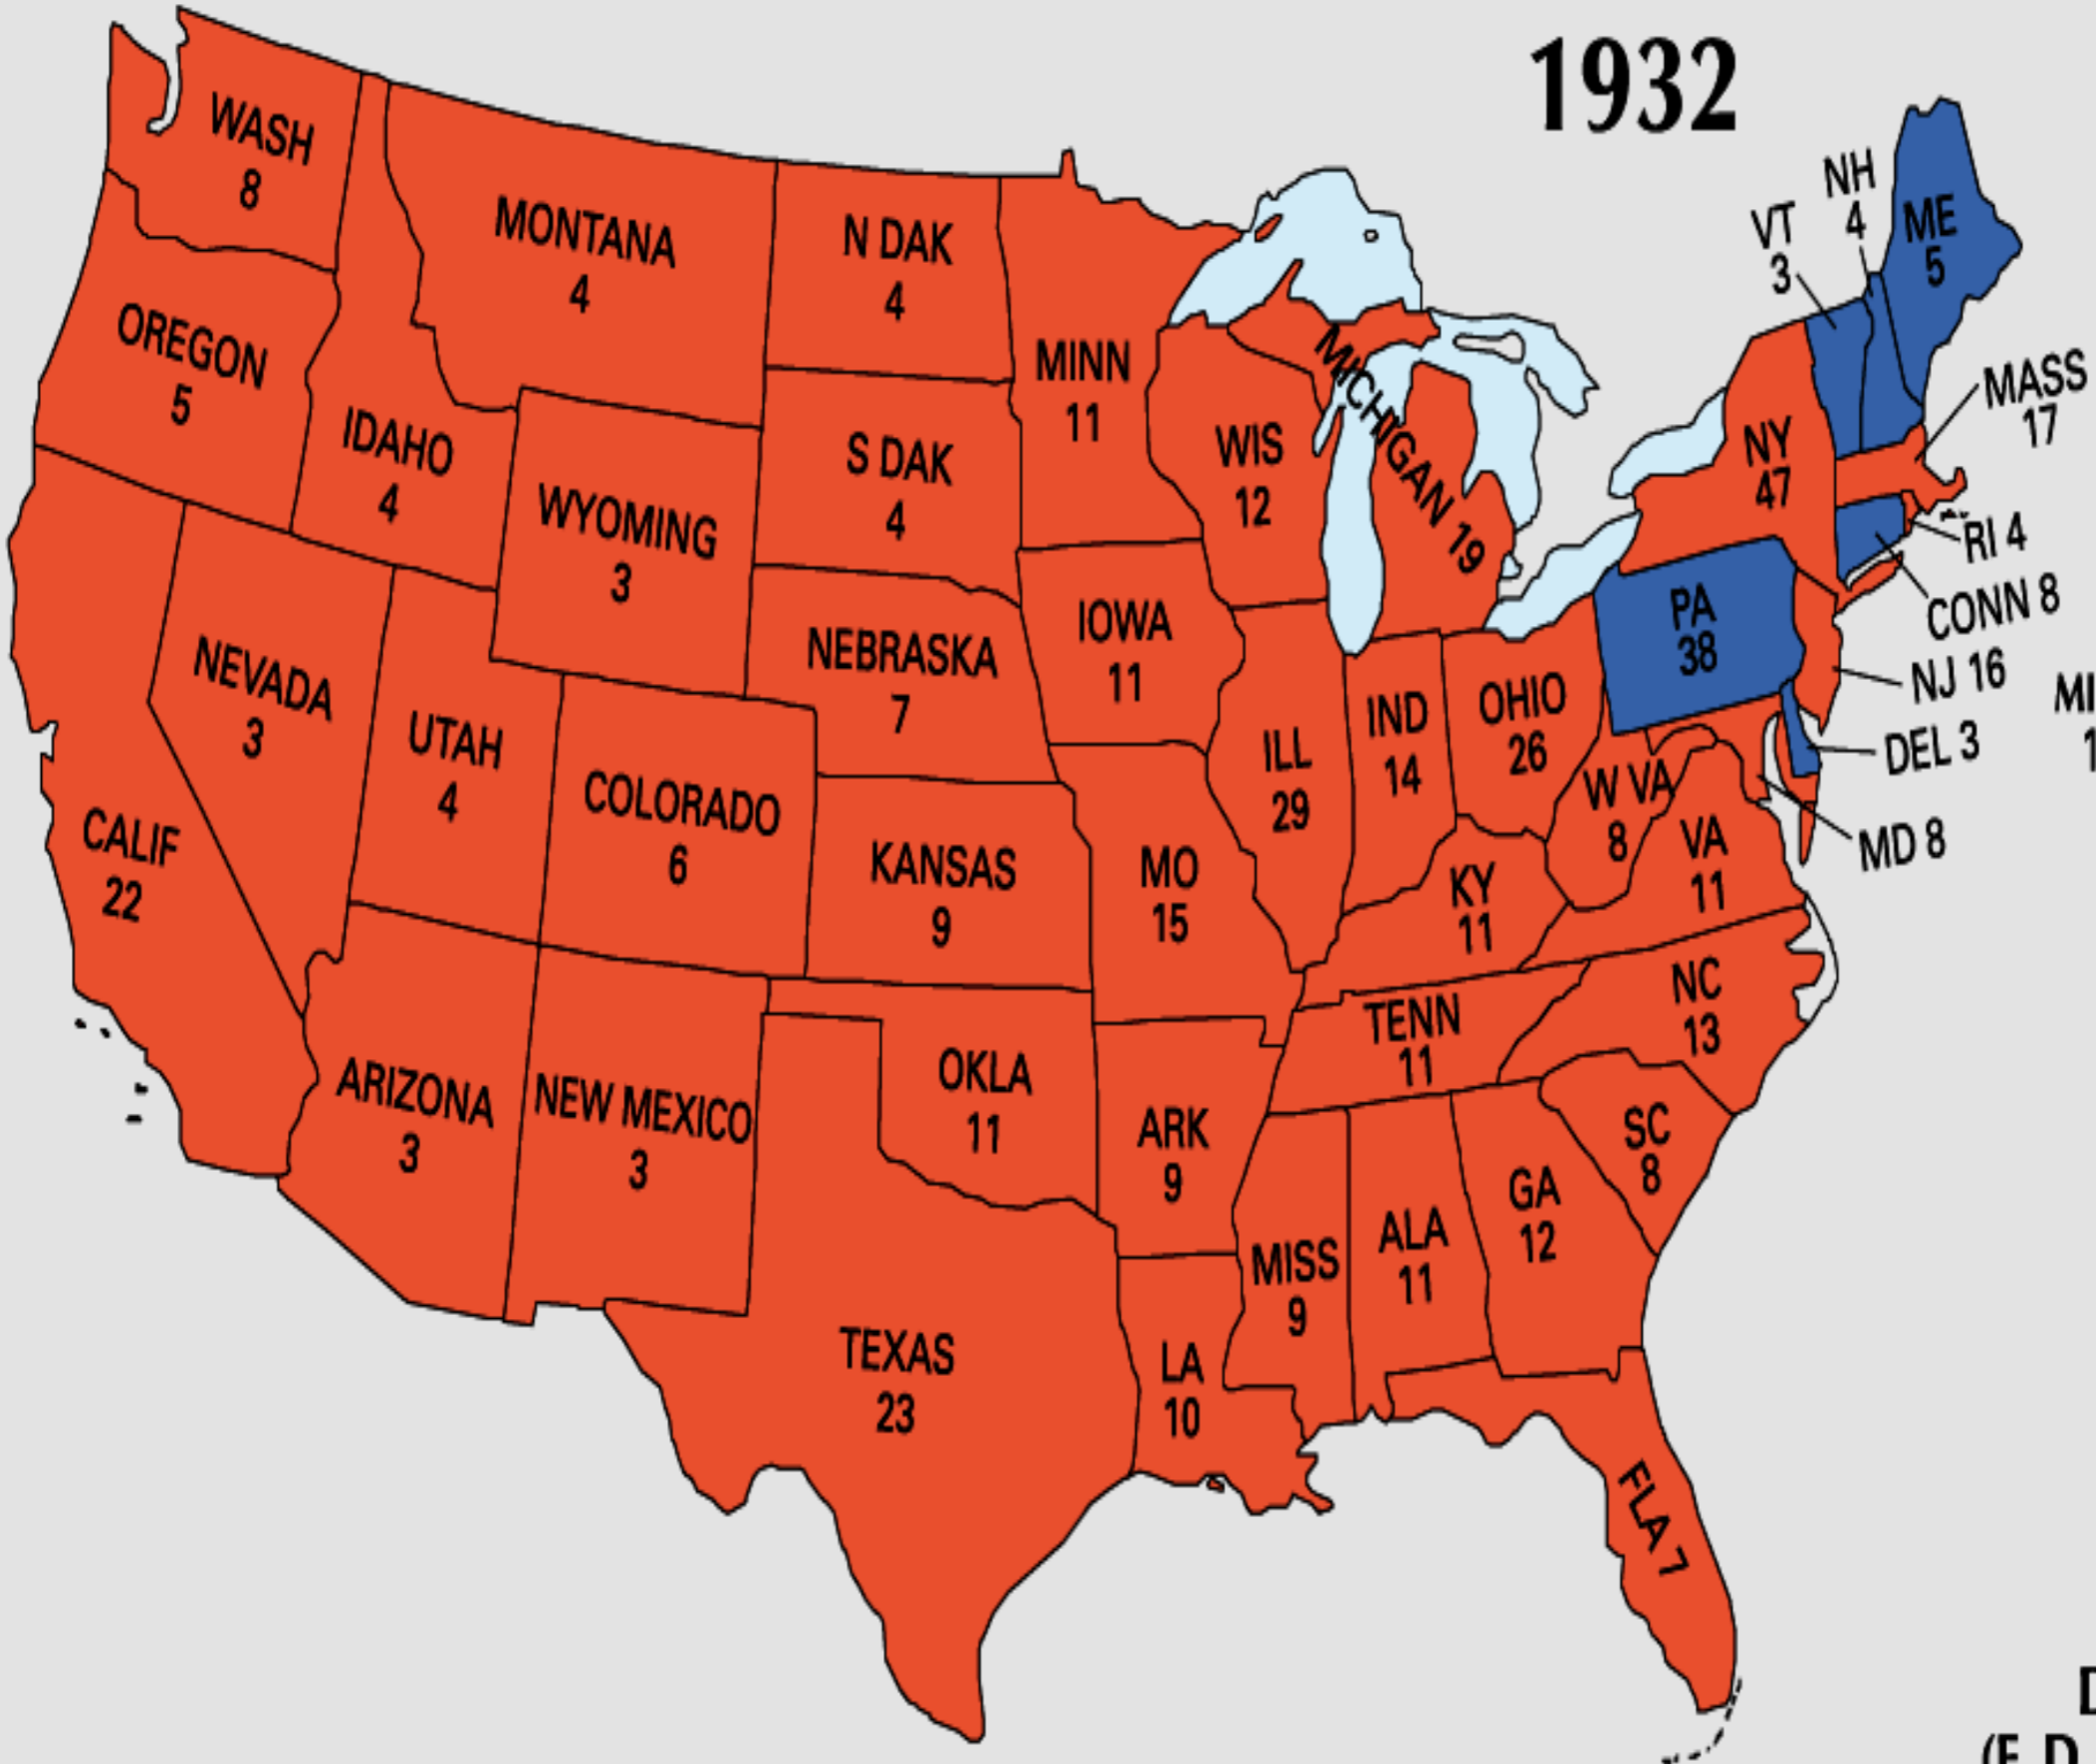 1932
WASH
8
MONTANA
4
N DAK
4
MINN
11
OREGON
5
IDAHO
4
WYOMING
3
S DAK
4
WIS
12
MICHIGAN 19
NY
47
VT
3
NH
4
ME
5
MASS
17
RI 4
CONN 8
NJ 16
DEL 3
MD 8
PA
38
NEVADA
3
UTAH
4
COLORADO
6
NEBRASKA
7
IOWA
11
ILL
29
IND
14
OHIO
26
W VA
8
VA
11
CALIF
22
KANSAS
9
MO
15
KY
11
TENN
11
NC
13
ARIZONA
3
NEW MEXICO
3
OKLA
11
ARK
9
SC
8
TEXAS
23
LA
10
MISS
9
ALA
11
GA
12
FLA 7
MI
1
D
(F D